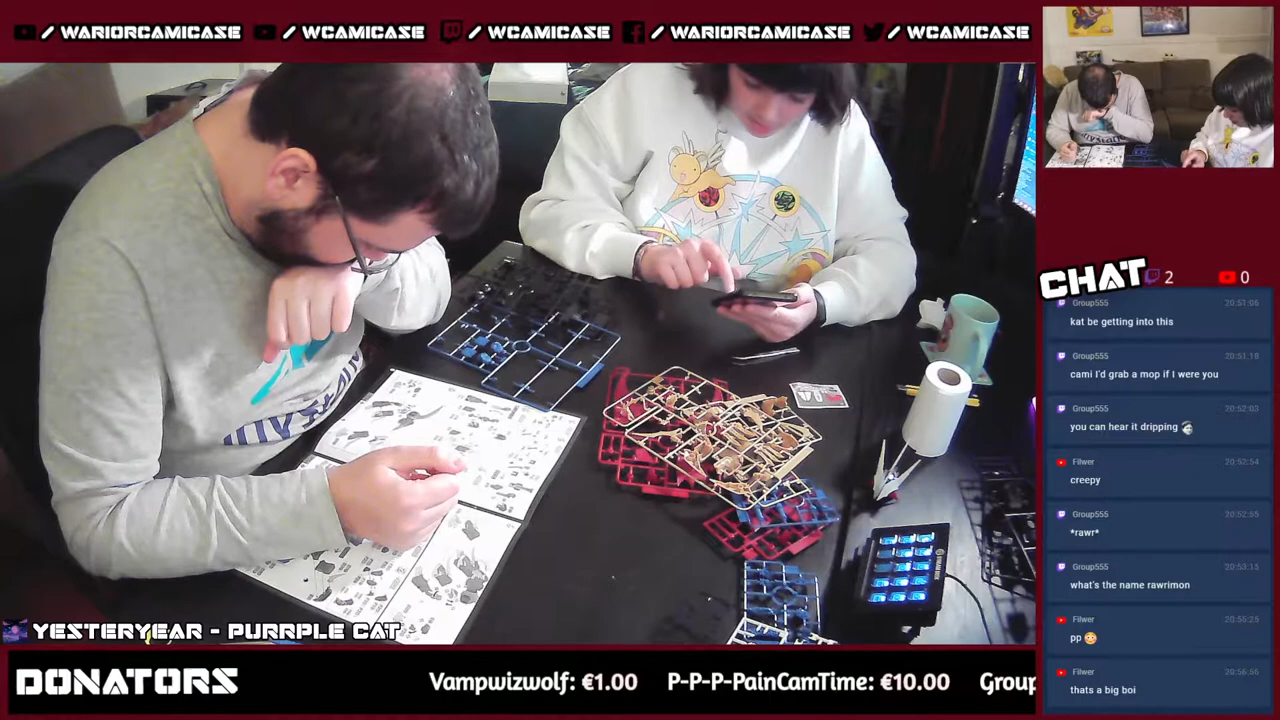 / WARIORCAMICASE / WCAMICASE / WCAMICASE / WARIORCAMICASE / WCAMICASE
CHAT 2 0
Group555 20:51:06
kat be getting into this
Group555 20:51:18
cami I'd grab a mop if I were you
Group555 20:52:03
you can hear it dripping
Filwer 20:52:54
creepy
Group555 20:52:55
*rawr*
Group555 20:53:15
what's the name rawrimon
Filwer 20:55:25
pp 😳
Filwer 20:56:56
thats a big boi
YESTERYEAR - PURRPLE CAT
DONATORS Vampwizwolf: €1.00 P-P-P-PainCamTime: €10.00 Group